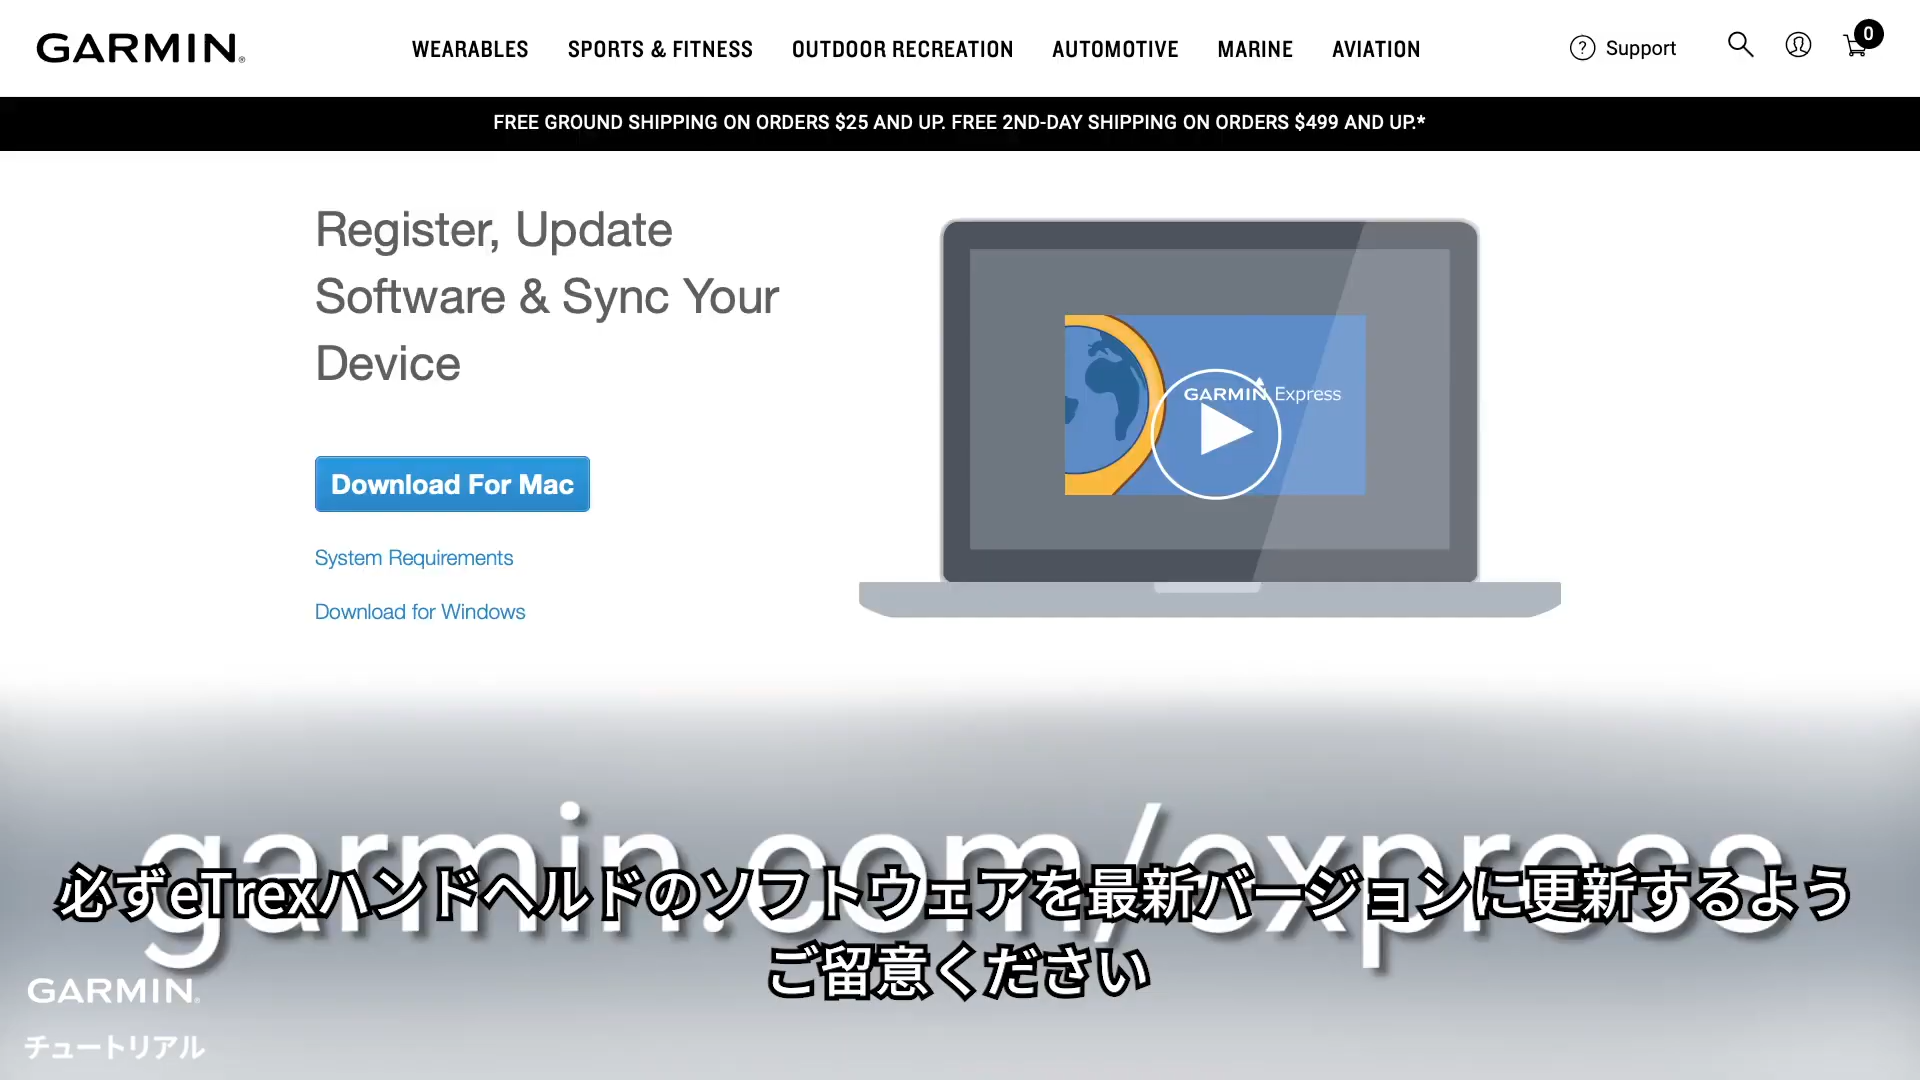 GARMIN
WEARABLES SPORTS & FITNESS OUTDOOR RECREATION AUTOMOTIVE MARINE AVIATION ? Support 0
FREE GROUND SHIPPING ON ORDERS $25 AND UP. FREE 2ND-DAY SHIPPING ON ORDERS $499 AND UP.*
Register, Update
Software & Sync Your
Device
GARMIN Express
Download For Mac
System Requirements
Download for Windows
garmin.com/express
必ずeTrexハンドヘルドのソフトウェアを最新バージョンに更新するよう
ご留意ください
GARMIN
チュートリアル